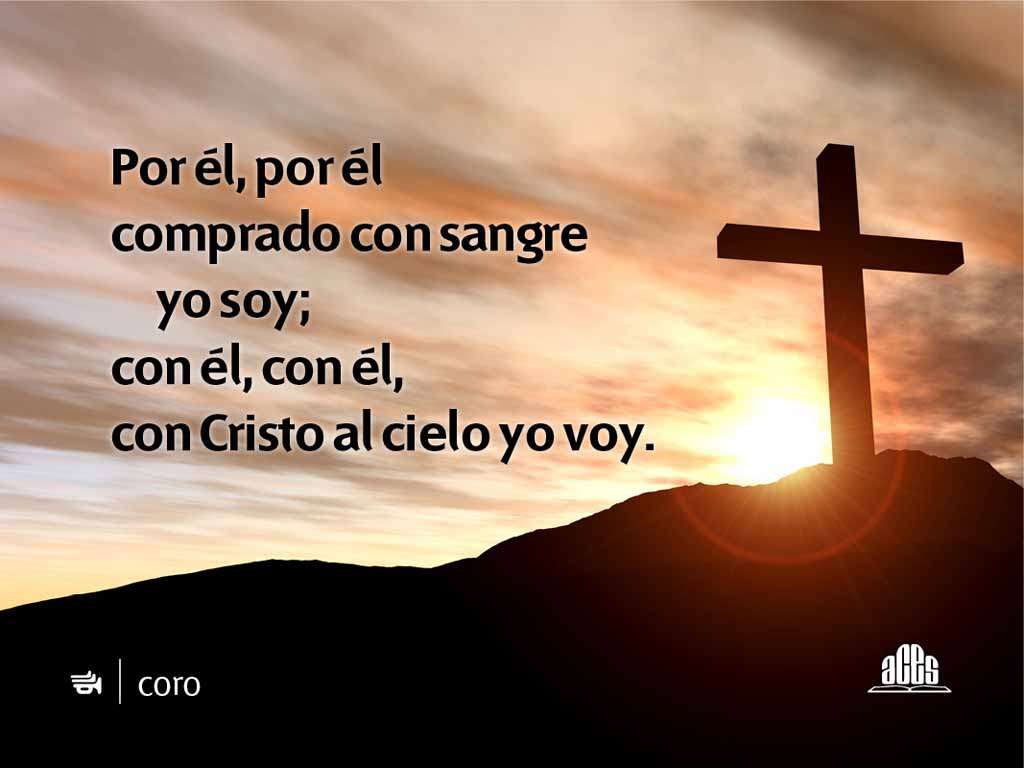 Por él, por él
comprado con sangre
yo soy;
con él, con él,
con Cristo al cielo yo voy.
coro
aces